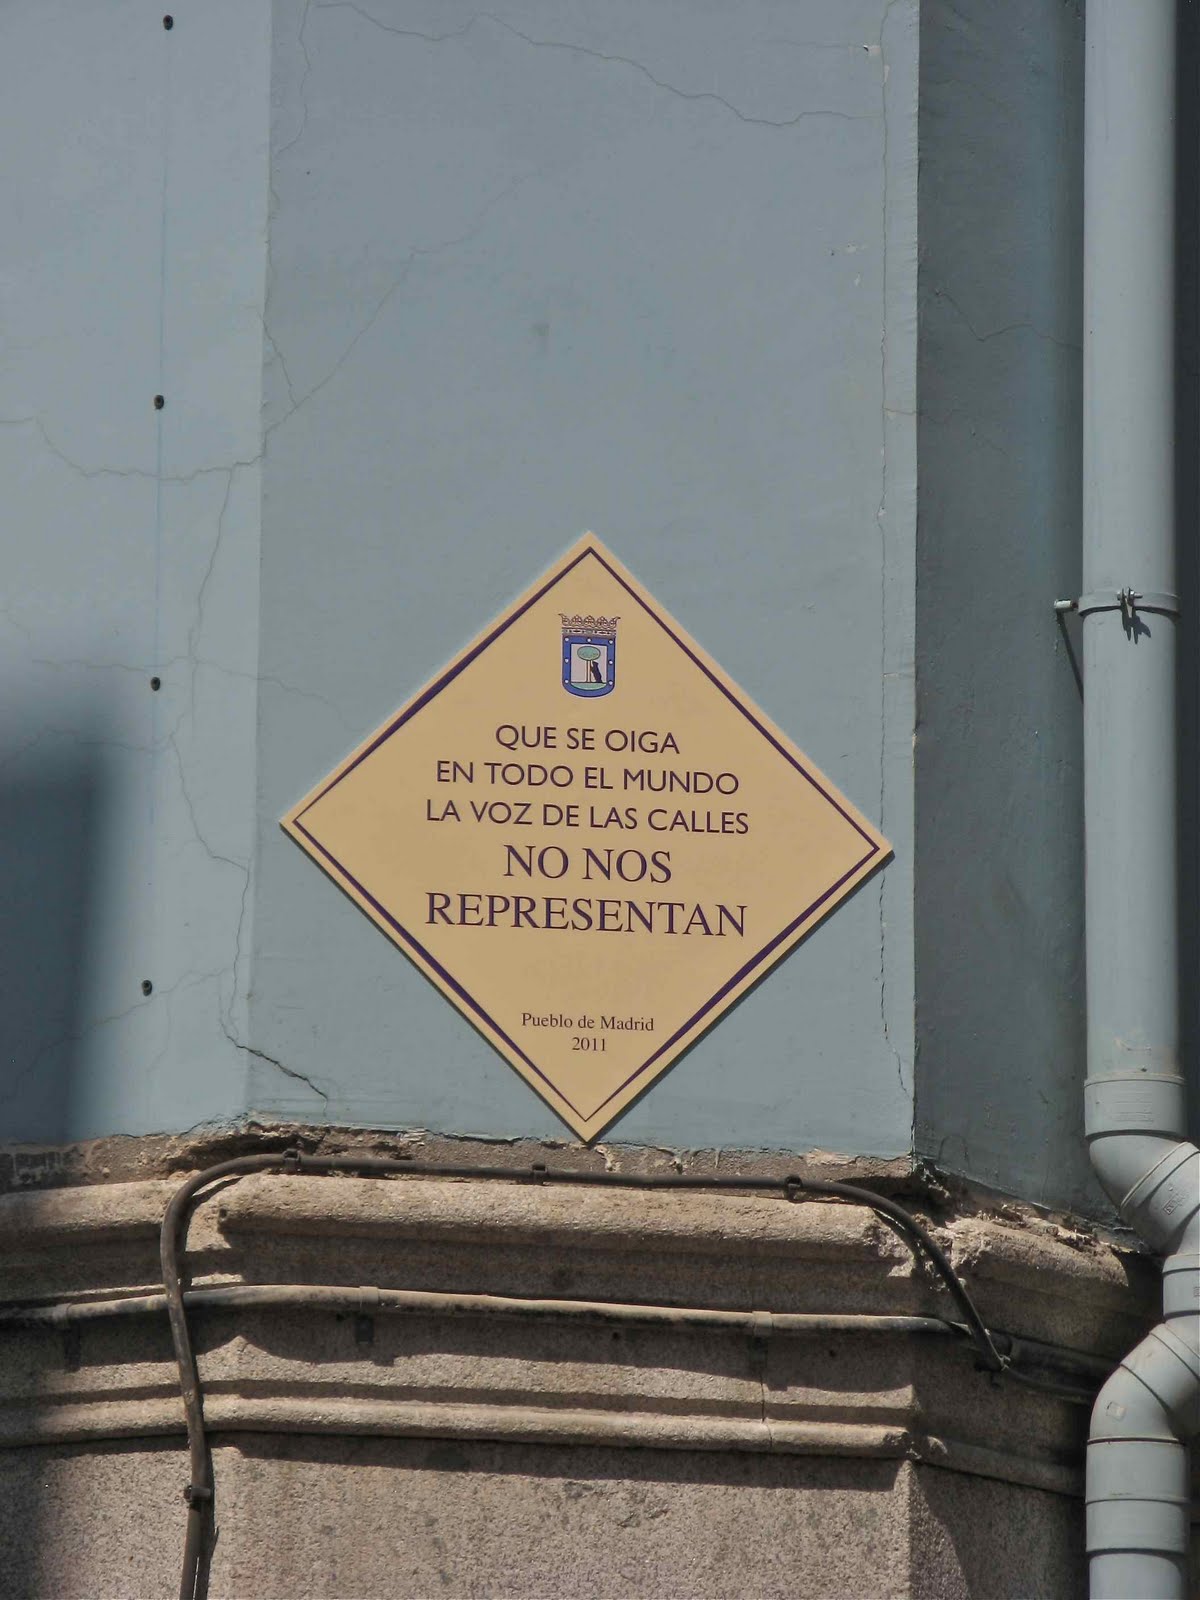 QUE SE OIGA
EN TODO EL MUNDO
LA VOZ DE LAS CALLES
NO NOS
REPRESENTAN
Pueblo de Madrid
2011